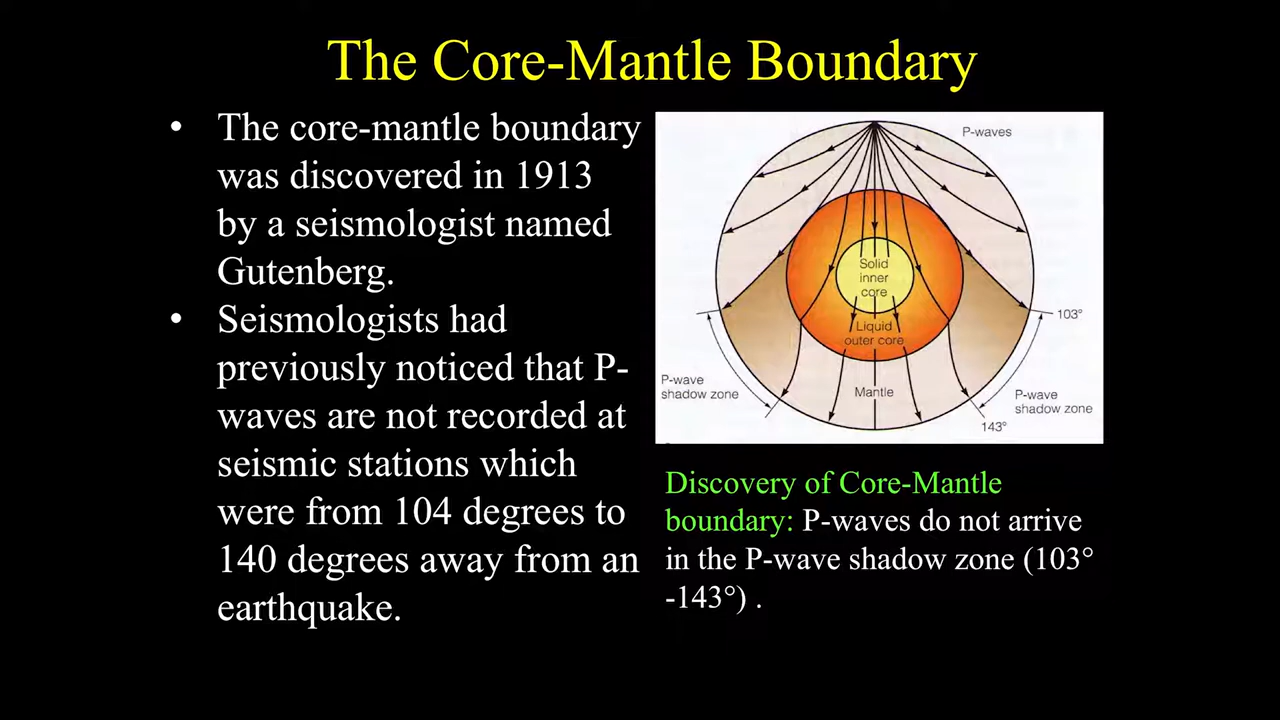 The Core-Mantle Boundary
• The core-mantle boundary
was discovered in 1913
by a seismologist named
Gutenberg.
• Seismologists had
previously noticed that P-
waves are not recorded at
seismic stations which
were from 104 degrees to
140 degrees away from an
earthquake.
P-waves
Solid
inner
core
Liquid
outer core
103°
P-wave
shadow zone
Mantle
P-wave
shadow zone
143°
Discovery of Core-Mantle
boundary: P-waves do not arrive
in the P-wave shadow zone (103°
-143°) .